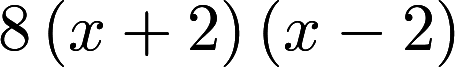 8 (x + 2) (x − 2)